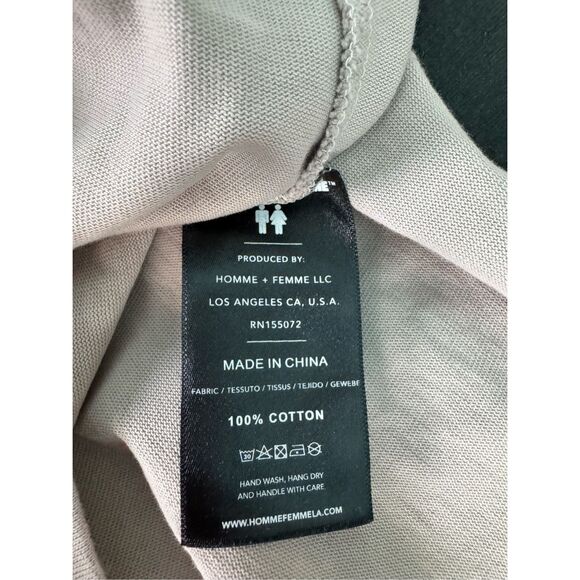 PRODUCED BY:
HOMME + FEMME LLC
LOS ANGELES CA, U.S.A.
RN155072
MADE IN CHINA
FABRIC / TESSUTO / TISSUS / TEJIDO / GEWEBE
100% COTTON
30
HAND WASH, HANG DRY
AND HANDLE WITH CARE.
WWW.HOMMEFEMMELA.COM